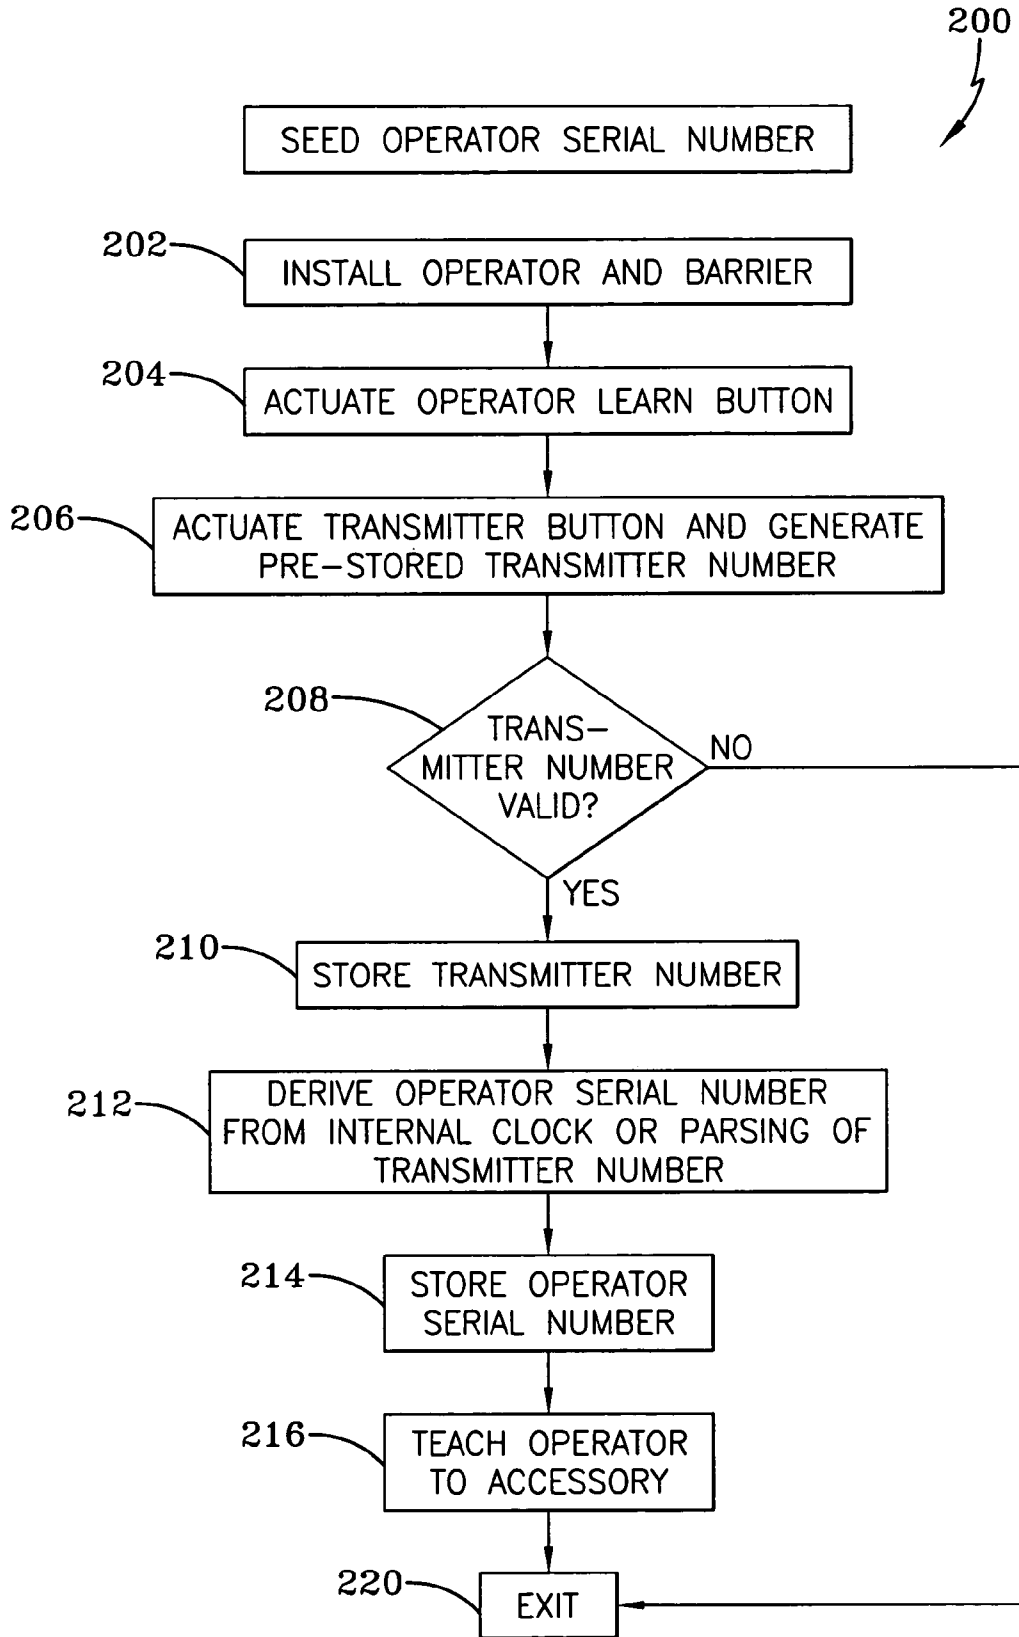 200
SEED OPERATOR SERIAL NUMBER
202
INSTALL OPERATOR AND BARRIER
204
ACTUATE OPERATOR LEARN BUTTON
206
ACTUATE TRANSMITTER BUTTON AND GENERATE
PRE-STORED TRANSMITTER NUMBER
208
TRANS-
MITTER NUMBER
VALID?
NO
YES
210
STORE TRANSMITTER NUMBER
212
DERIVE OPERATOR SERIAL NUMBER
FROM INTERNAL CLOCK OR PARSING OF
TRANSMITTER NUMBER
214
STORE OPERATOR
SERIAL NUMBER
216
TEACH OPERATOR
TO ACCESSORY
220
EXIT